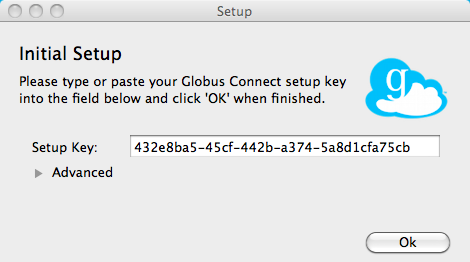 Setup
Initial Setup
Please type or paste your Globus Connect setup key
into the field below and click 'OK' when finished.
g
Setup Key: 432e8ba5-45cf-442b-a374-5a8d1cfa75cb
Advanced
Ok